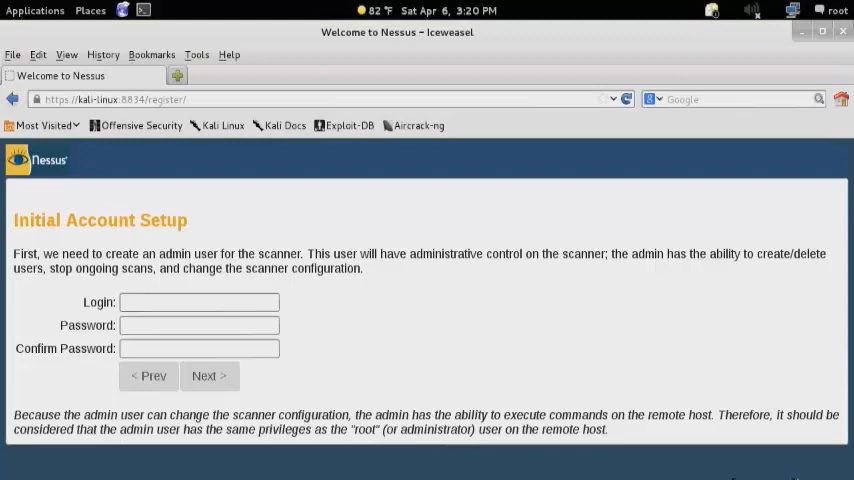 Applications Places 82 °F Sat Apr 6, 3:20 PM root
Welcome to Nessus - Iceweasel
File Edit View History Bookmarks Tools Help
Welcome to Nessus
https://kali-linux:8834/register/ Google
Most Visited Offensive Security Kali Linux Kali Docs Exploit-DB Aircrack-ng
Nessus
Initial Account Setup
First, we need to create an admin user for the scanner. This user will have administrative control on the scanner; the admin has the ability to create/delete
users, stop ongoing scans, and change the scanner configuration.
Login:
Password:
Confirm Password:
< Prev Next >
Because the admin user can change the scanner configuration, the admin has the ability to execute commands on the remote host. Therefore, it should be
considered that the admin user has the same privileges as the "root" (or administrator) user on the remote host.